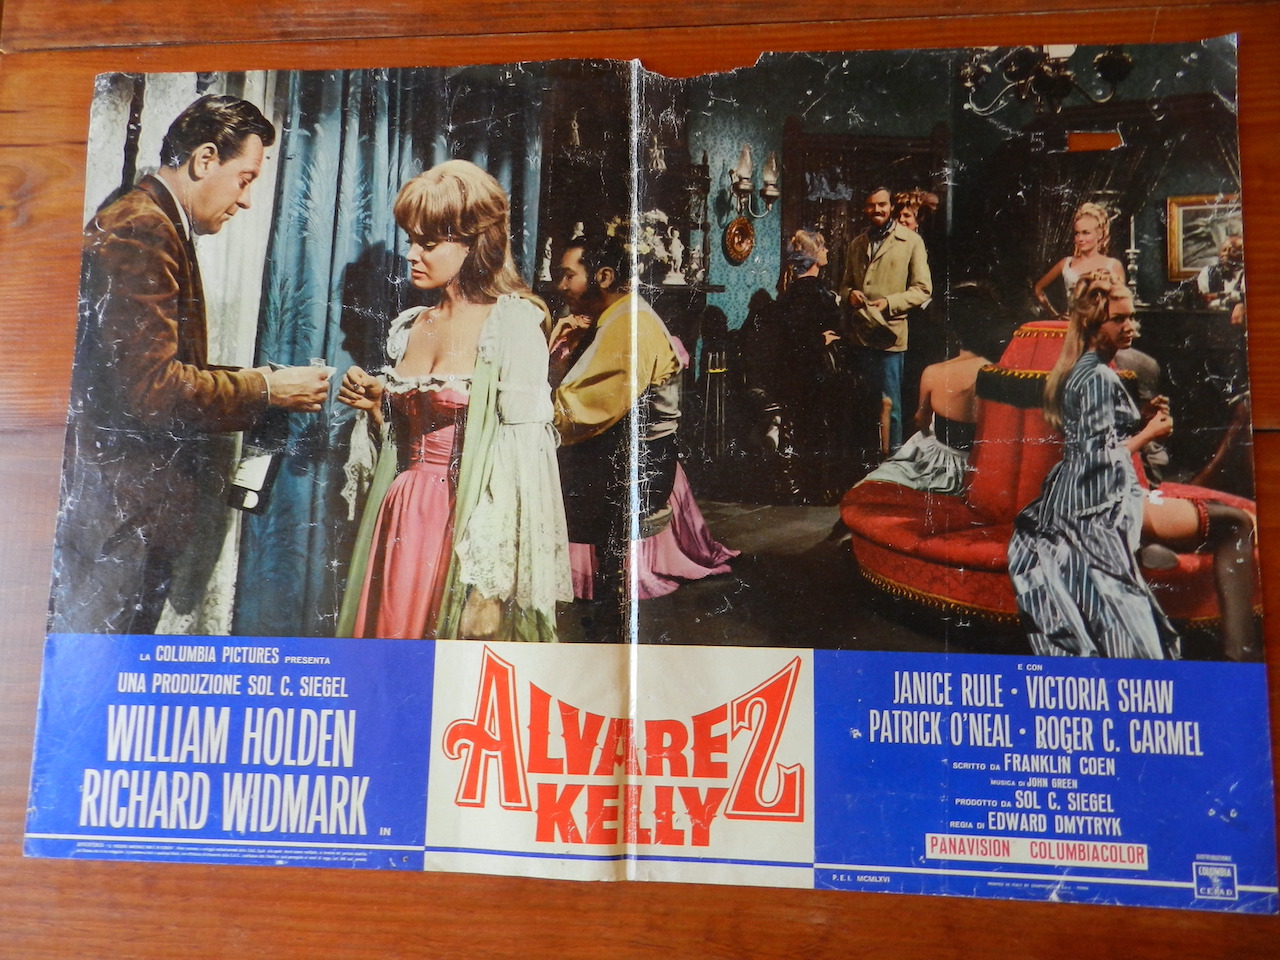 LA COLUMBIA PICTURES PRESENTA
UNA PRODUZIONE SOL C. SIEGEL
WILLIAM HOLDEN
RICHARD WIDMARK IN
ALVAREZ
KELLY
E CON
JANICE RULE · VICTORIA SHAW
PATRICK O'NEAL · ROGER C. CARMEL
SCRITTO DA FRANKLIN COEN
MUSICA DI JOHN GREEN
PRODOTTO DA SOL C. SIEGEL
REGIA DI EDWARD DMYTRYK
PANAVISION COLUMBIACOLOR
P.E.I. MCMLXVI
DISTRIBUZIONE
COLUMBIA
CEIAD